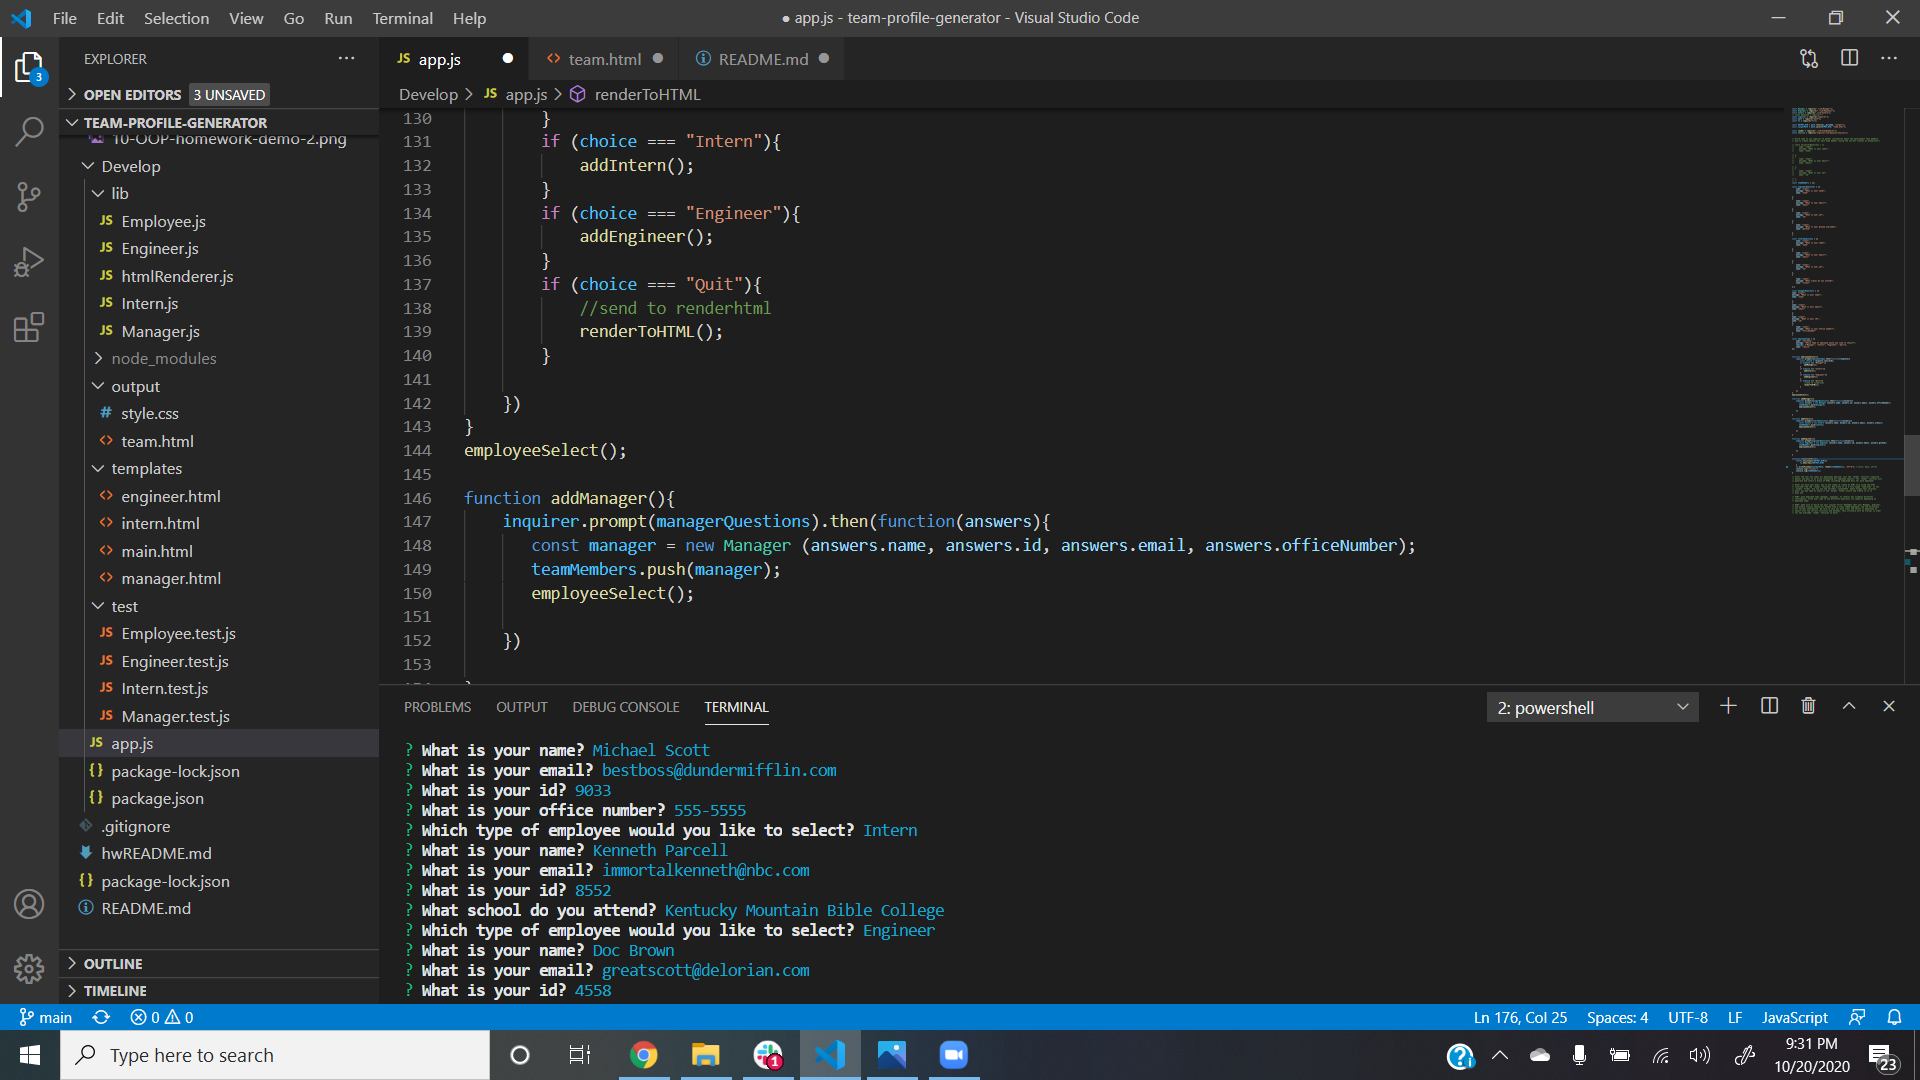 File Edit Selection View Go Run Terminal Help
● app.js - team-profile-generator - Visual Studio Code
EXPLORER
JS app.js
team.html
README.md
OPEN EDITORS 3 UNSAVED
TEAM-PROFILE-GENERATOR
10-OOP-homework-demo-2.png
Develop
lib
JS Employee.js
JS Engineer.js
JS htmlRenderer.js
JS Intern.js
JS Manager.js
node_modules
output
# style.css
<> team.html
templates
<> engineer.html
<> intern.html
<> main.html
<> manager.html
test
JS Employee.test.js
JS Engineer.test.js
JS Intern.test.js
JS Manager.test.js
JS app.js
{} package-lock.json
{} package.json
.gitignore
hwREADME.md
{} package-lock.json
README.md
OUTLINE
TIMELINE
3
Develop > JS app.js > renderToHTML
130 }
131 if (choice === "Intern"){
132 addIntern();
133 }
134 if (choice === "Engineer"){
135 addEngineer();
136 }
137 if (choice === "Quit"){
138 //send to renderhtml
139 renderToHTML();
140 }
141
142 })
143 }
144 employeeSelect();
145
146 function addManager(){
147 inquirer.prompt(managerQuestions).then(function(answers){
148 const manager = new Manager (answers.name, answers.id, answers.email, answers.officeNumber);
149 teamMembers.push(manager);
150 employeeSelect();
151
152 })
153
PROBLEMS OUTPUT DEBUG CONSOLE TERMINAL
2: powershell
? What is your name? Michael Scott
? What is your email? bestboss@dundermifflin.com
? What is your id? 9033
? What is your office number? 555-5555
? Which type of employee would you like to select? Intern
? What is your name? Kenneth Parcell
? What is your email? immortalkenneth@nbc.com
? What is your id? 8552
? What school do you attend? Kentucky Mountain Bible College
? Which type of employee would you like to select? Engineer
? What is your name? Doc Brown
? What is your email? greatscott@delorian.com
? What is your id? 4558
main 0 0
Ln 176, Col 25 Spaces: 4 UTF-8 LF JavaScript
Type here to search
1
9:31 PM
10/20/2020
23